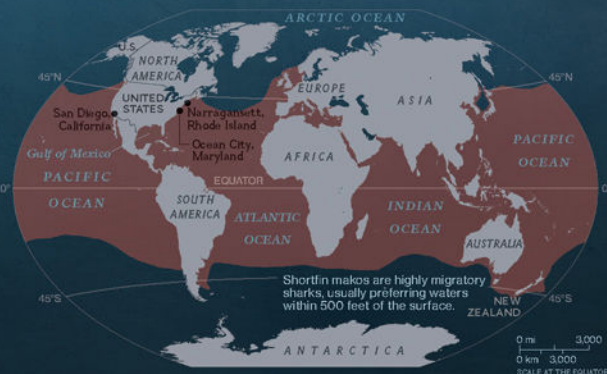 ARCTIC OCEAN
U.S.
NORTH
AMERICA
45°N
45°N
EUROPE
ASIA
UNITED
STATES
San Diego,
California
Narragansett,
Rhode Island
Ocean City,
Maryland
Gulf of Mexico
PACIFIC
OCEAN
PACIFIC
OCEAN
AFRICA
EQUATOR
0°
0°
SOUTH
AMERICA
ATLANTIC
OCEAN
INDIAN
OCEAN
AUSTRALIA
Shortfin makos are highly migratory
sharks, usually preferring waters
within 500 feet of the surface.
45°S
45°S
NEW
ZEALAND
ANTARCTICA
0 mi 3,000
0 km 3,000
SCALE AT THE EQUATOR